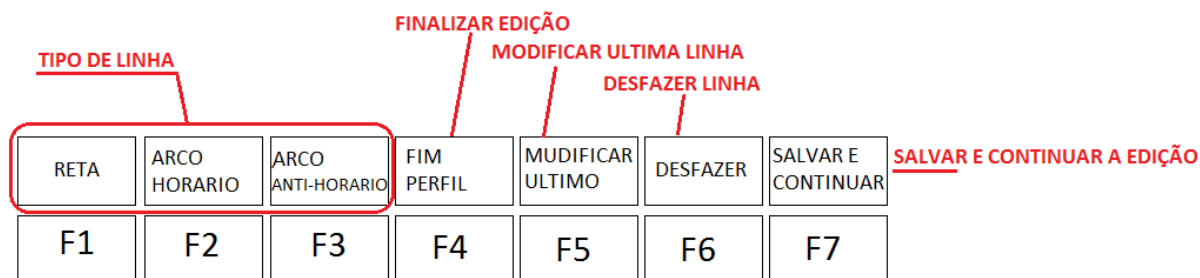 FINALIZAR EDIÇÃO
MODIFICAR ULTIMA LINHA
TIPO DE LINHA
DESFAZER LINHA
RETA
ARCO
HORARIO
ARCO
ANTI-HORARIO
FIM
PERFIL
MUDIFICAR
ULTIMO
DESFAZER
SALVAR E
CONTINUAR
SALVAR E CONTINUAR A EDIÇÃO
F1
F2
F3
F4
F5
F6
F7